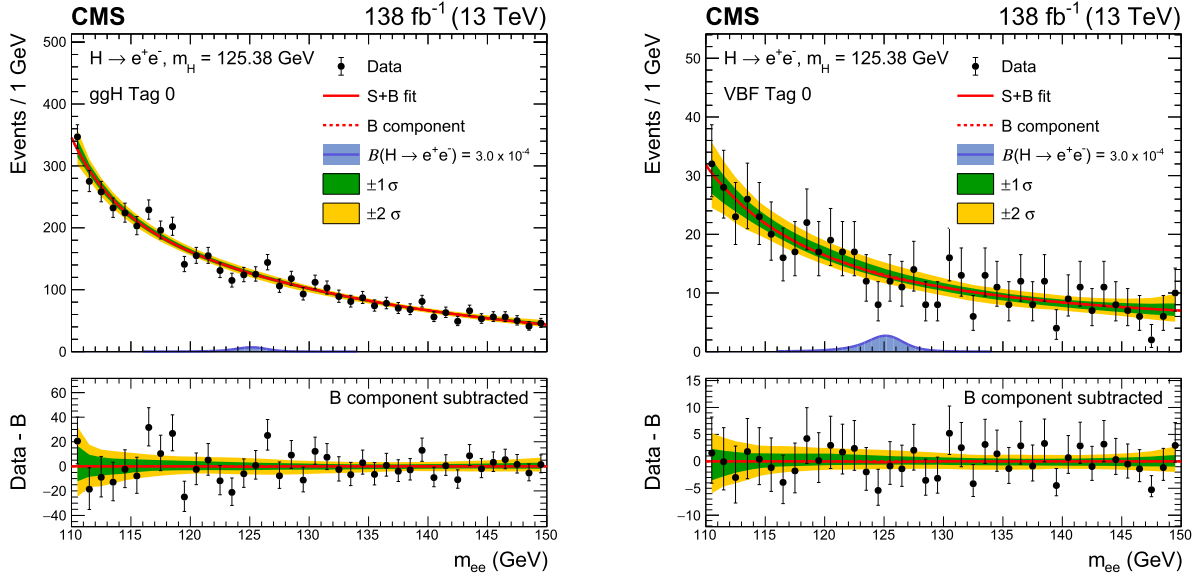 CMS 138 fb⁻¹ (13 TeV)
Events / 1 GeV
H → e⁺e⁻, m_H = 125.38 GeV
ggH Tag 0
Data
S+B fit
B component
B(H → e⁺e⁻) = 3.0 x 10⁻⁴
±1 σ
±2 σ
500
400
300
200
100
0
Data - B
B component subtracted
60
40
20
0
−20
−40
110 115 120 125 130 135 140 145 150
m_ee (GeV)
CMS 138 fb⁻¹ (13 TeV)
Events / 1 GeV
H → e⁺e⁻, m_H = 125.38 GeV
VBF Tag 0
Data
S+B fit
B component
B(H → e⁺e⁻) = 3.0 x 10⁻⁴
±1 σ
±2 σ
50
40
30
20
10
0
Data - B
B component subtracted
15
10
5
0
−5
−10
110 115 120 125 130 135 140 145 150
m_ee (GeV)